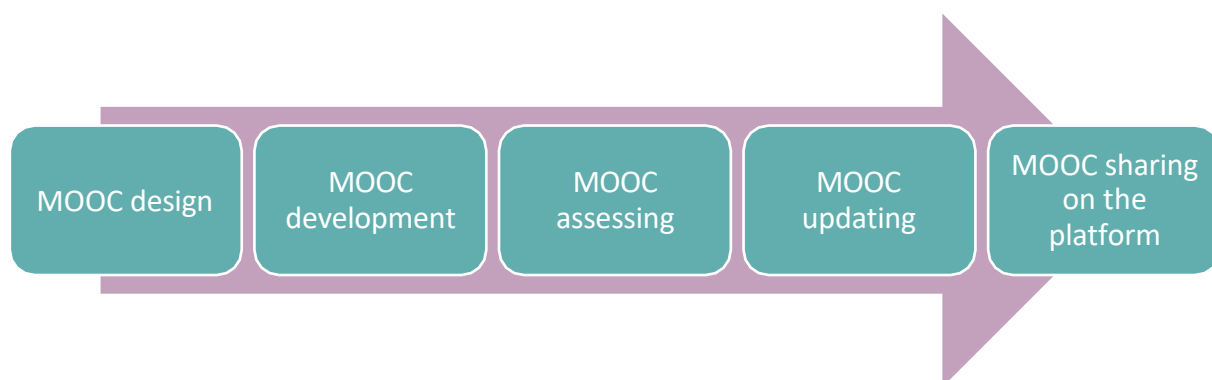 MOOC design
MOOC
development
MOOC
assessing
MOOC
updating
MOOC sharing
on the
platform